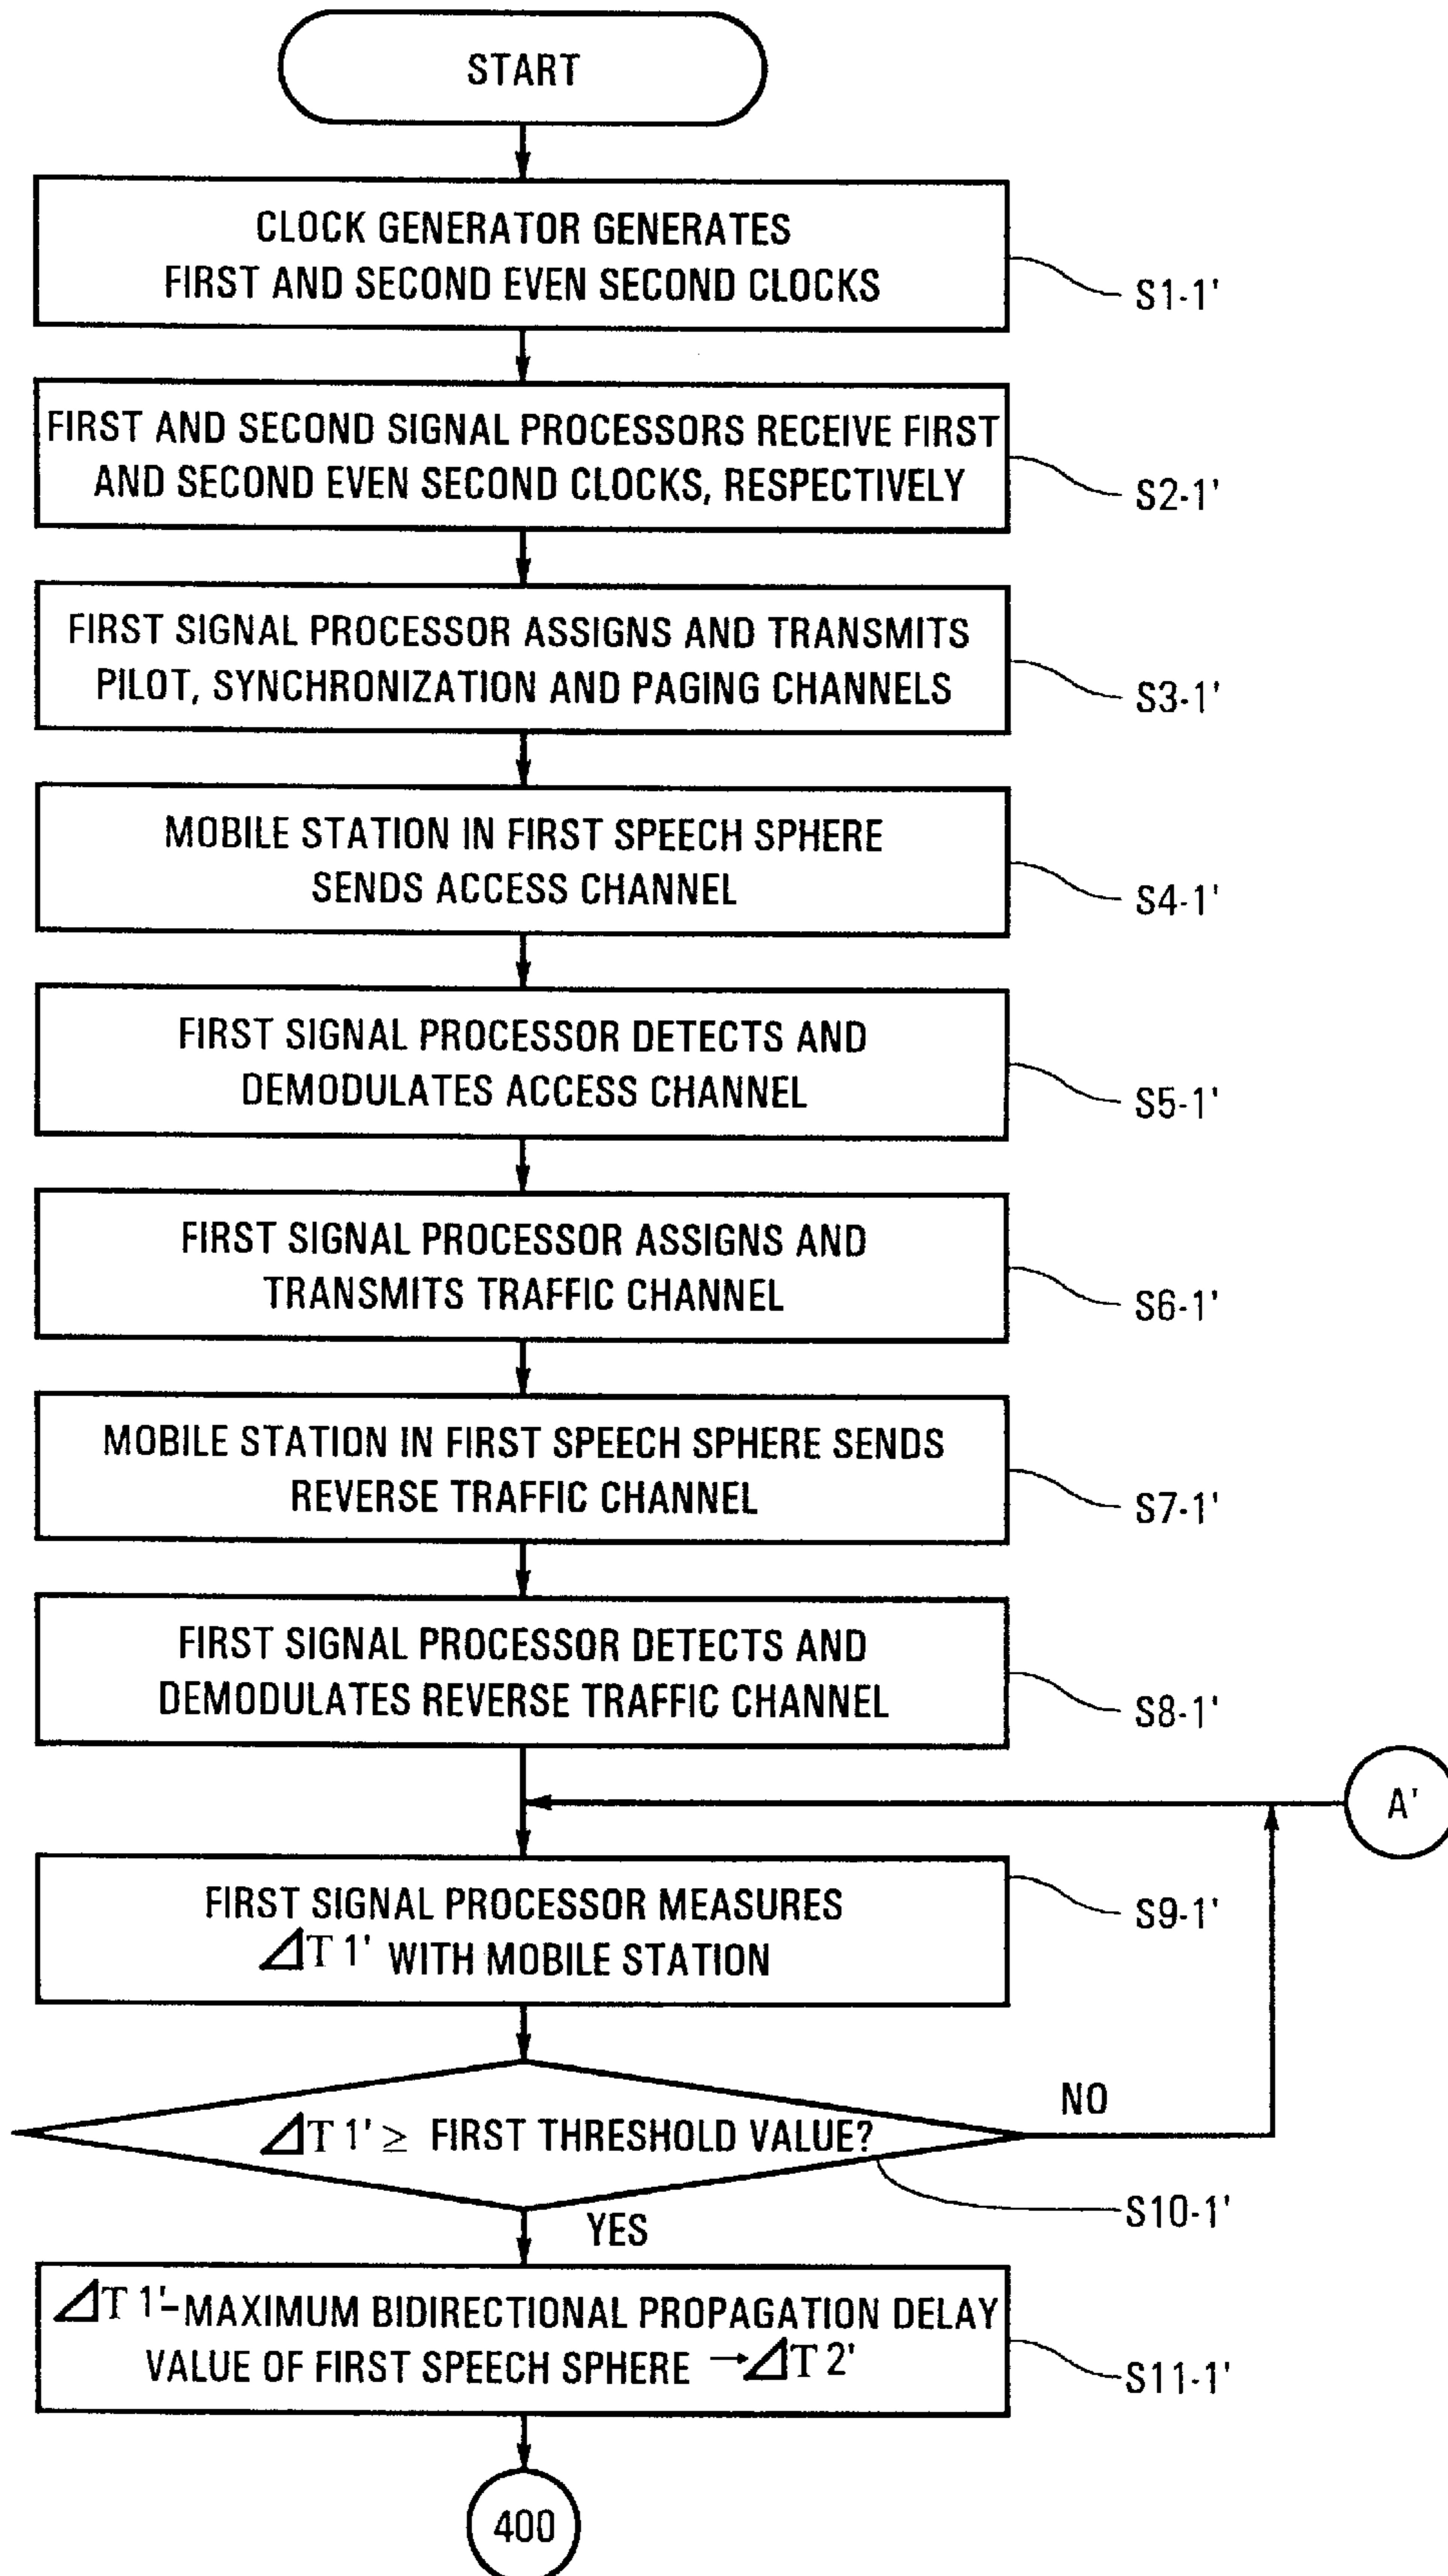 START
CLOCK GENERATOR GENERATES
FIRST AND SECOND EVEN SECOND CLOCKS
S1-1'
FIRST AND SECOND SIGNAL PROCESSORS RECEIVE FIRST
AND SECOND EVEN SECOND CLOCKS, RESPECTIVELY
S2-1'
FIRST SIGNAL PROCESSOR ASSIGNS AND TRANSMITS
PILOT, SYNCHRONIZATION AND PAGING CHANNELS
S3-1'
MOBILE STATION IN FIRST SPEECH SPHERE
SENDS ACCESS CHANNEL
S4-1'
FIRST SIGNAL PROCESSOR DETECTS AND
DEMODULATES ACCESS CHANNEL
S5-1'
FIRST SIGNAL PROCESSOR ASSIGNS AND
TRANSMITS TRAFFIC CHANNEL
S6-1'
MOBILE STATION IN FIRST SPEECH SPHERE SENDS
REVERSE TRAFFIC CHANNEL
S7-1'
FIRST SIGNAL PROCESSOR DETECTS AND
DEMODULATES REVERSE TRAFFIC CHANNEL
S8-1'
A'
FIRST SIGNAL PROCESSOR MEASURES
⊿T 1' WITH MOBILE STATION
S9-1'
⊿T 1' ≥ FIRST THRESHOLD VALUE?
NO
S10-1'
YES
⊿T 1'-MAXIMUM BIDIRECTIONAL PROPAGATION DELAY
VALUE OF FIRST SPEECH SPHERE →⊿T 2'
S11-1'
400